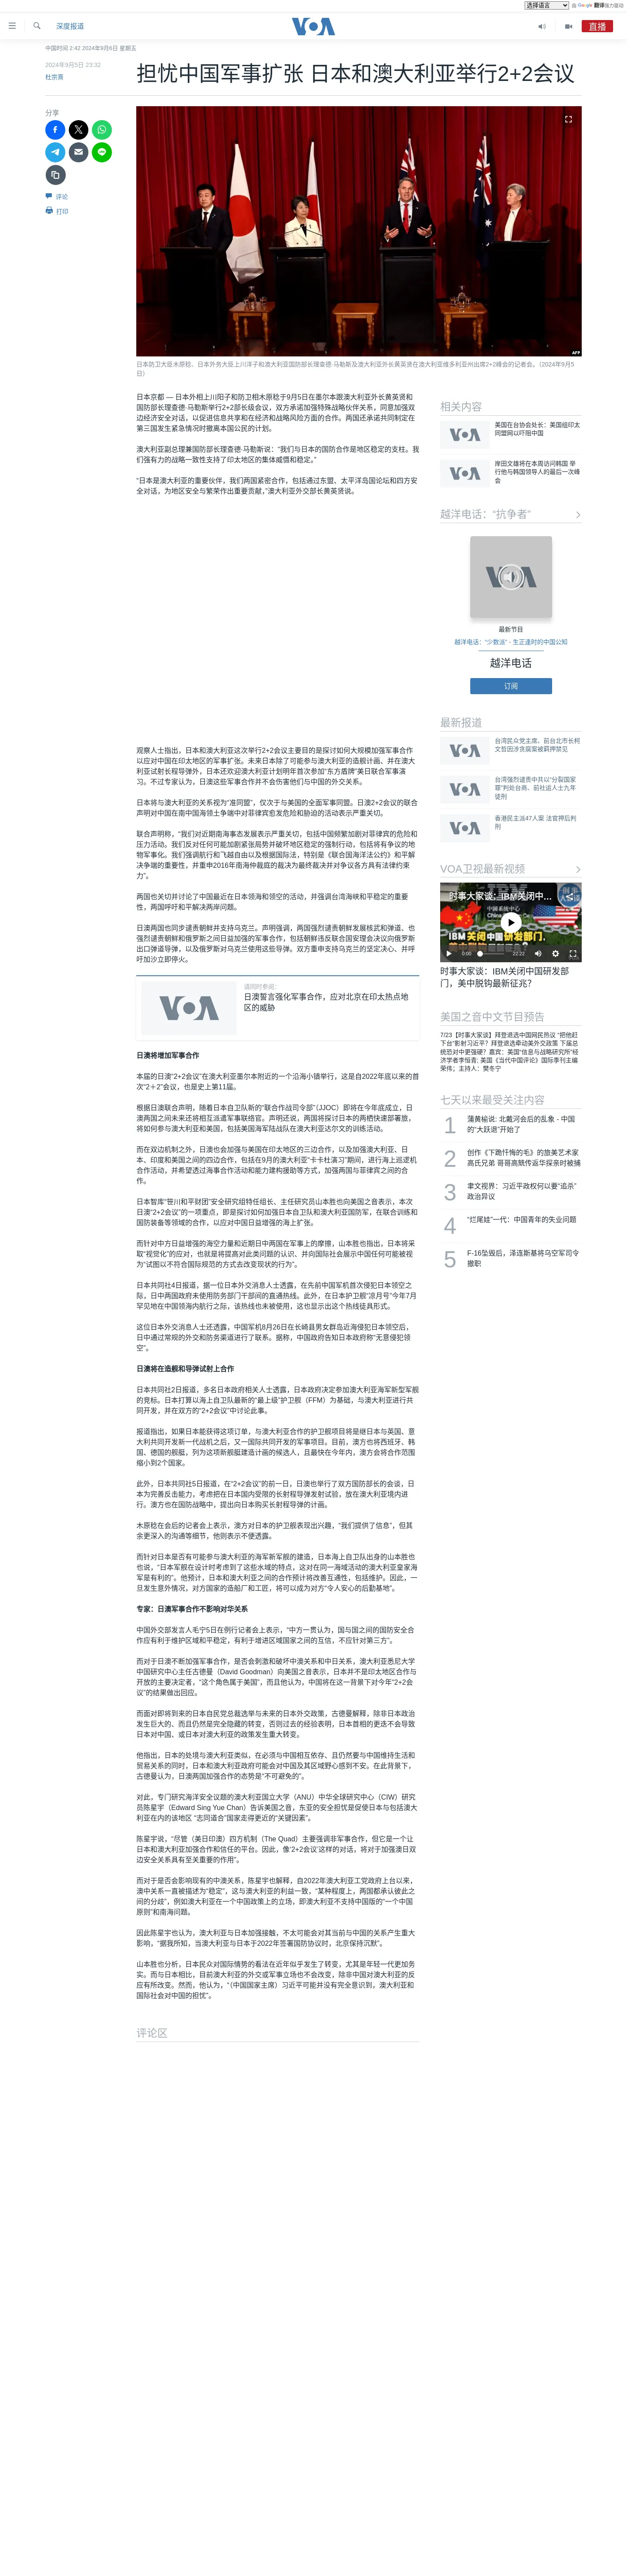 选择语言 由 Google 翻译强力驱动
深度报道
VOA
直播
中国时间 2:42 2024年9月6日 星期五
2024年9月5日 23:32
杜宗熹
担忧中国军事扩张 日本和澳大利亚举行2+2会议
分享
评论
打印
AFP
日本防卫大臣木原稔、日本外务大臣上川洋子和澳大利亚国防部长理查德·马勒斯及澳大利亚外长黄英贤在澳大利亚维多利亚州出席2+2峰会的记者会。（2024年9月5
日）
日本京都 — 日本外相上川阳子和防卫相木原稔于9月5日在墨尔本跟澳大利亚外长黄英贤和
国防部长理查德·马勒斯举行2+2部长级会议，双方承诺加强特殊战略伙伴关系，同意加强双
边经济安全对话，以促进信息共享和在经济和战略风险方面的合作。两国还承诺共同制定在
第三国发生紧急情况时撤离本国公民的计划。
澳大利亚副总理兼国防部长理查德·马勒斯说：“我们与日本的国防合作是地区稳定的支柱。我
们强有力的战略一致性支持了印太地区的集体威慑和稳定。”
“日本是澳大利亚的重要伙伴，我们两国紧密合作，包括通过东盟、太平洋岛国论坛和四方安
全对话，为地区安全与繁荣作出重要贡献，”澳大利亚外交部长黄英贤说。
观察人士指出，日本和澳大利亚这次举行2+2会议主要目的是探讨如何大规模加强军事合作
以应对中国在印太地区的军事扩张。未来日本除了可能参与澳大利亚的造舰计画、并在澳大
利亚试射长程导弹外，日本还欢迎澳大利亚计划明年首次参加“东方盾牌”美日联合军事演
习。不过专家认为，日澳这些军事合作并不会伤害他们与中国的外交关系。
日本将与澳大利亚的关系视为“准同盟”，仅次于与美国的全面军事同盟。日澳2+2会议的联合
声明对中国在南中国海领土争端中对菲律宾愈发危险和胁迫的活动表示严重关切。
联合声明称，“我们对近期南海事态发展表示严重关切，包括中国频繁加剧对菲律宾的危险和
压力活动。我们反对任何可能加剧紧张局势并破坏地区稳定的强制行动，包括将有争议的地
物军事化。我们强调航行和飞越自由以及根据国际法，特别是《联合国海洋法公约》和平解
决争端的重要性，并重申2016年南海仲裁庭的裁决为最终裁决并对争议各方具有法律约束
力”。
两国也关切并讨论了中国最近在日本领海和领空的活动，并强调台湾海峡和平稳定的重要
性，两国呼吁和平解决两岸问题。
日澳两国也同步谴责朝鲜并支持乌克兰。声明强调，两国强烈谴责朝鲜发展核武和弹道、也
强烈谴责朝鲜和俄罗斯之间日益加强的军事合作，包括朝鲜违反联合国安理会决议向俄罗斯
出口弹道导弹，以及俄罗斯对乌克兰使用这些导弹。双方重申支持乌克兰的坚定决心、并呼
吁加沙立即停火。
请同时参阅：
日澳誓言强化军事合作，应对北京在印太热点地
区的威胁
日澳将增加军事合作
本届的日澳“2+2会议”在澳大利亚墨尔本附近的一个沿海小镇举行，这是自2022年底以来的首
次“2＋2”会议，也是史上第11届。
根据日澳联合声明，随着日本自卫队新的“联合作战司令部”（JJOC）即将在今年底成立，日
澳两国之间未来还将相互派遣军事联络官。声明还说，两国将探讨日本的两栖快速部署旅，
将如何参与澳大利亚和美国，包括美国海军陆战队在澳大利亚达尔文的训练活动。
而在双边机制之外，日澳也会加强与美国在印太地区的三边合作，以及加强澳大利亚、日
本、印度和美国之间的四边合作，包括在9月的澳大利亚“卡卡杜演习”期间，进行海上巡逻机
合作活动，并希望透过海事合作活动和能力建构援助等方式，加强两国与菲律宾之间的合
作。
日本智库“笹川和平财团”安全研究组特任组长、主任研究员山本胜也向美国之音表示，本次
日澳“2+2会议”的一项重点，即是探讨如何加强日本自卫队和澳大利亚国防军，在联合训练和
国防装备等领域的合作，以应对中国日益增强的海上扩张。
而针对中方日益增强的海空力量和近期日中两国在军事上的摩擦，山本胜也指出，日本将采
取“视觉化”的应对，也就是将提高对此类问题的认识、并向国际社会展示中国任何可能被视
为“试图以不符合国际规范的方式去改变现状的行为”。
日本共同社4日报道，据一位日本外交消息人士透露，在先前中国军机首次侵犯日本领空之
际，日中两国政府未使用防务部门干部间的直通热线。此外，在日本护卫舰“凉月号”今年7月
罕见地在中国领海内航行之际，该热线也未被使用，这也显示出这个热线徒具形式。
这位日本外交消息人士还透露，中国军机8月26日在长崎县男女群岛近海侵犯日本领空后，
日中通过常规的外交和防务渠道进行了联系。据称，中国政府告知日本政府称“无意侵犯领
空”。
日澳将在造舰和导弹试射上合作
日本共同社2日报道，多名日本政府相关人士透露，日本政府决定参加澳大利亚海军新型军舰
的竞标。日本打算以海上自卫队最新的“最上级”护卫舰（FFM）为基础，与澳大利亚进行共
同开发，并在双方的“2+2会议”中讨论此事。
报道指出，如果日本能获得这项订单，与澳大利亚合作的护卫舰项目将是继日本与英国、意
大利共同开发新一代战机之后，又一国际共同开发的军事项目。目前，澳方也将西班牙、韩
国、德国的舰艇，列为这项新舰艇建造计画的候选人，且最快在今年内，澳方会将合作范围
缩小到2个国家。
此外，日本共同社5日报道，在“2+2会议”的前一日，日澳也举行了双方国防部长的会谈，日
本为完善反击能力，考虑把在日本国内受限的长射程导弹发射试验，放在澳大利亚境内进
行。澳方也在国防战略中，提出向日本购买长射程导弹的计画。
木原稔在会后的记者会上表示，澳方对日本的护卫舰表现出兴趣，“我们提供了信息”，但其
余更深入的沟通等细节，他则表示不便透露。
而针对日本是否有可能参与澳大利亚的海军新军舰的建造，日本海上自卫队出身的山本胜也
也说，“日本军舰在设计时考虑到了这些水域的特点，这对在同一海域活动的澳大利亚皇家海
军是有利的”。他预计，日本和澳大利亚之间的合作预计将改善互通性，包括维护。因此，一
旦发生意外情况，对方国家的造船厂和工匠，将可以成为对方“令人安心的后勤基地”。
专家：日澳军事合作不影响对华关系
中国外交部发言人毛宁5日在例行记者会上表示，“中方一贯认为，国与国之间的国防安全合
作应有利于维护区域和平稳定，有利于增进区域国家之间的互信，不应针对第三方”。
而对于日澳不断加强军事合作，是否会刺激和破坏中澳关系和中日关系，澳大利亚悉尼大学
中国研究中心主任古德曼（David Goodman）向美国之音表示，日本并不是印太地区合作与
开放的主要决定者，“这个角色属于美国”，而且他认为，中国将在这一背景下对今年“2+2会
议”的结果做出回应。
而面对即将到来的日本自民党总裁选举与未来的日本外交政策，古德曼解释，除非日本政治
发生巨大的、而且仍然是完全隐藏的转变，否则过去的经验表明，日本首相的更迭不会导致
日本对中国、或日本对澳大利亚的政策发生重大转变。
他指出，日本的处境与澳大利亚类似，在必须与中国相互依存、且仍然要与中国维持生活和
贸易关系的同时，日本和澳大利亚政府可能会对中国及其区域野心感到不安。在此背景下，
古德曼认为，日澳两国加强合作的态势是“不可避免的”。
对此，专门研究海洋安全议题的澳大利亚国立大学（ANU）中华全球研究中心（CIW）研究
员陈星宇（Edward Sing Yue Chan）告诉美国之音，东亚的安全担忧是促使日本与包括澳大
利亚在内的该地区 “志同道合”国家走得更近的“关键因素”。
陈星宇说，“尽管（美日印澳）四方机制（The Quad）主要强调非军事合作，但它是一个让
日本和澳大利亚加强合作和信任的平台。因此，像‘2+2会议’这样的对话，将对于加强澳日双
边安全关系具有至关重要的作用”。
而对于是否会影响现有的中澳关系，陈星宇也解释，自2022年澳大利亚工党政府上台以来，
澳中关系一直被描述为“稳定”，这与澳大利亚的利益一致，“某种程度上，两国都承认彼此之
间的分歧”，例如澳大利亚在一个中国政策上的立场，即澳大利亚不支持中国版的“一个中国
原则”和南海问题。
因此陈星宇也认为，澳大利亚与日本加强接触，不太可能会对其当前与中国的关系产生重大
影响，“据我所知，当澳大利亚与日本于2022年签署国防协议时，北京保持沉默”。
山本胜也分析，日本民众对国际情势的看法在近年似乎发生了转变，尤其是年轻一代更加务
实。而与日本相比，目前澳大利亚的外交或军事立场也不会改变，除非中国对澳大利亚的反
应有所改变。然而，他认为，“（中国国家主席）习近平可能并没有完全意识到，澳大利亚和
国际社会对中国的担忧”。
评论区
相关内容
美国在台协会处长：美国纽印太
同盟网以吓阻中国
岸田文雄将在本周访问韩国 举
行他与韩国领导人的最后一次峰
会
越洋电话：“抗争者”
最新节目
越洋电话：“少数派” - 生正逢时的中国公知
越洋电话
订阅
最新报道
台湾民众党主席、前台北市长柯
文哲因涉贪腐案被羁押禁见
台湾强烈谴责中共以“分裂国家
罪”判处台商、前社运人士九年
徒刑
香港民主派47人案 法官押后判
刑
VOA卫视最新视频
时事大家谈：IBM关闭中...
IBM关闭中国研发部门，
0:00 22:22
时事大家谈：IBM关闭中国研发部
门，美中脱钩最新征兆？
美国之音中文节目预告
7/23【时事大家谈】拜登退选中国网民热议 “把他赶
下台”影射习近平？拜登退选牵动美外交政策 下届总
统恐对中更强硬？嘉宾：美国“信息与战略研究所”经
济学者李恒青; 美国《当代中国评论》国际季刊主编
荣伟；主持人：樊冬宁
七天以来最受关注内容
1 蒲黄榆说: 北戴河会后的乱象 - 中国
的“大跃退”开始了
2 创作《下跪忏悔的毛》的旅美艺术家
高氏兄弟 哥哥高兟传返华探亲时被捕
3 聿文视界：习近平政权何以要“追杀”
政治异议
4 “烂尾娃”一代：中国青年的失业问题
5 F-16坠毁后，泽连斯基将乌空军司令
撤职